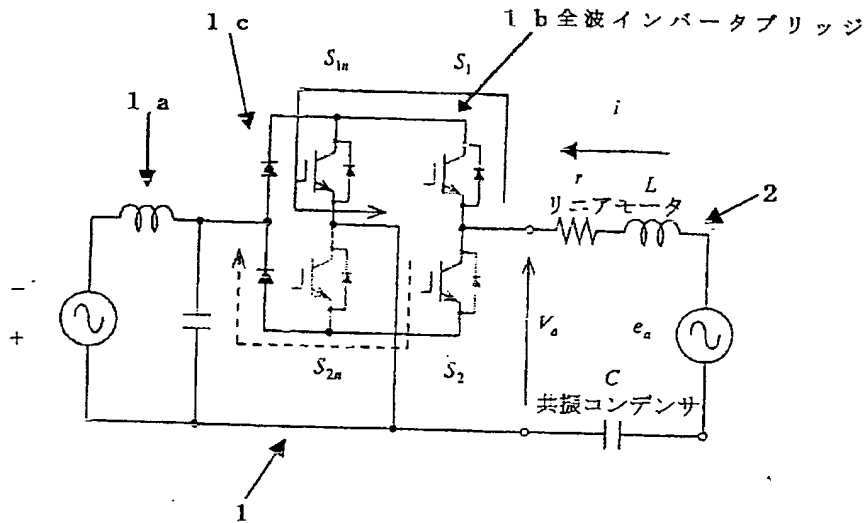 1 c
1 b 全波インバータブリッジ
S1n
S1
1 a
i
r
L
リニアモータ
2
−
+
Va
ea
S2n
S2
C
共振コンデンサ
1